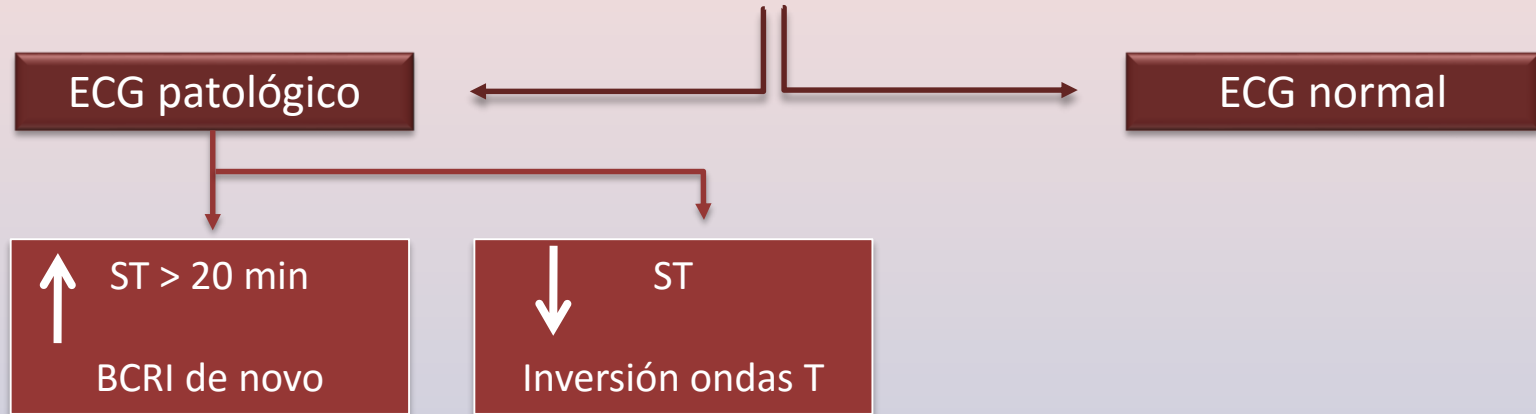 ECG patológico
ECG normal
ST > 20 min
BCRI de novo
ST
Inversión ondas T